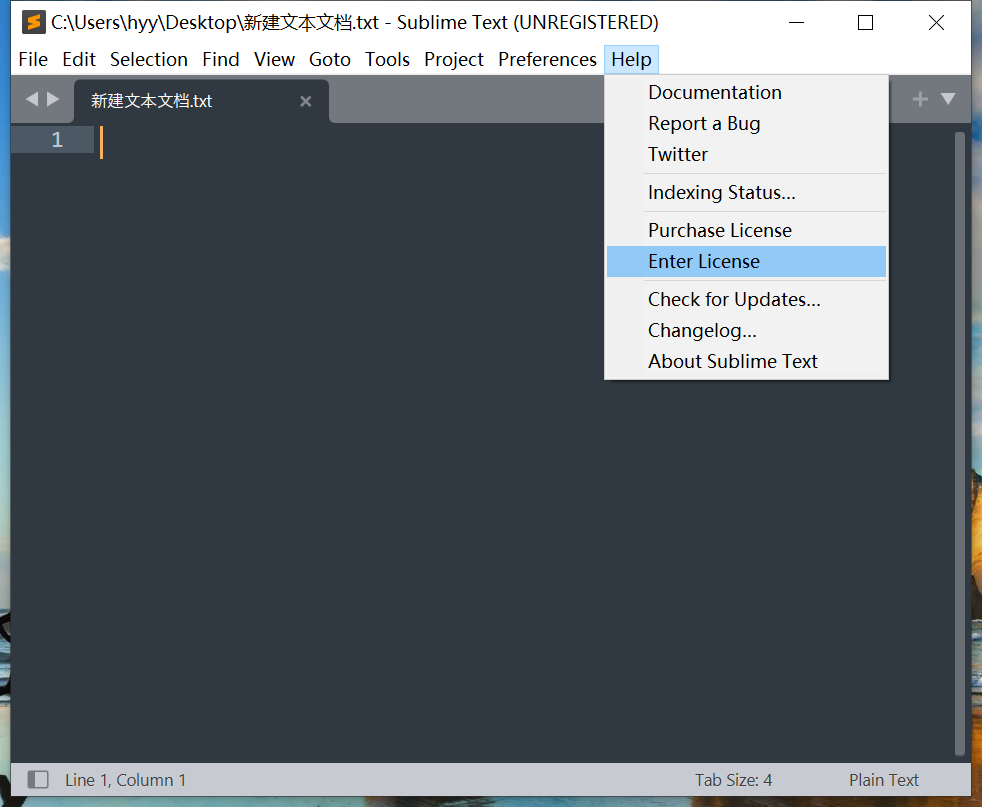 C:\Users\hyy\Desktop\新建文本文档.txt - Sublime Text (UNREGISTERED)
File Edit Selection Find View Goto Tools Project Preferences Help
新建文本文档.txt
1
Documentation
Report a Bug
Twitter
Indexing Status...
Purchase License
Enter License
Check for Updates...
Changelog...
About Sublime Text
Line 1, Column 1 Tab Size: 4 Plain Text